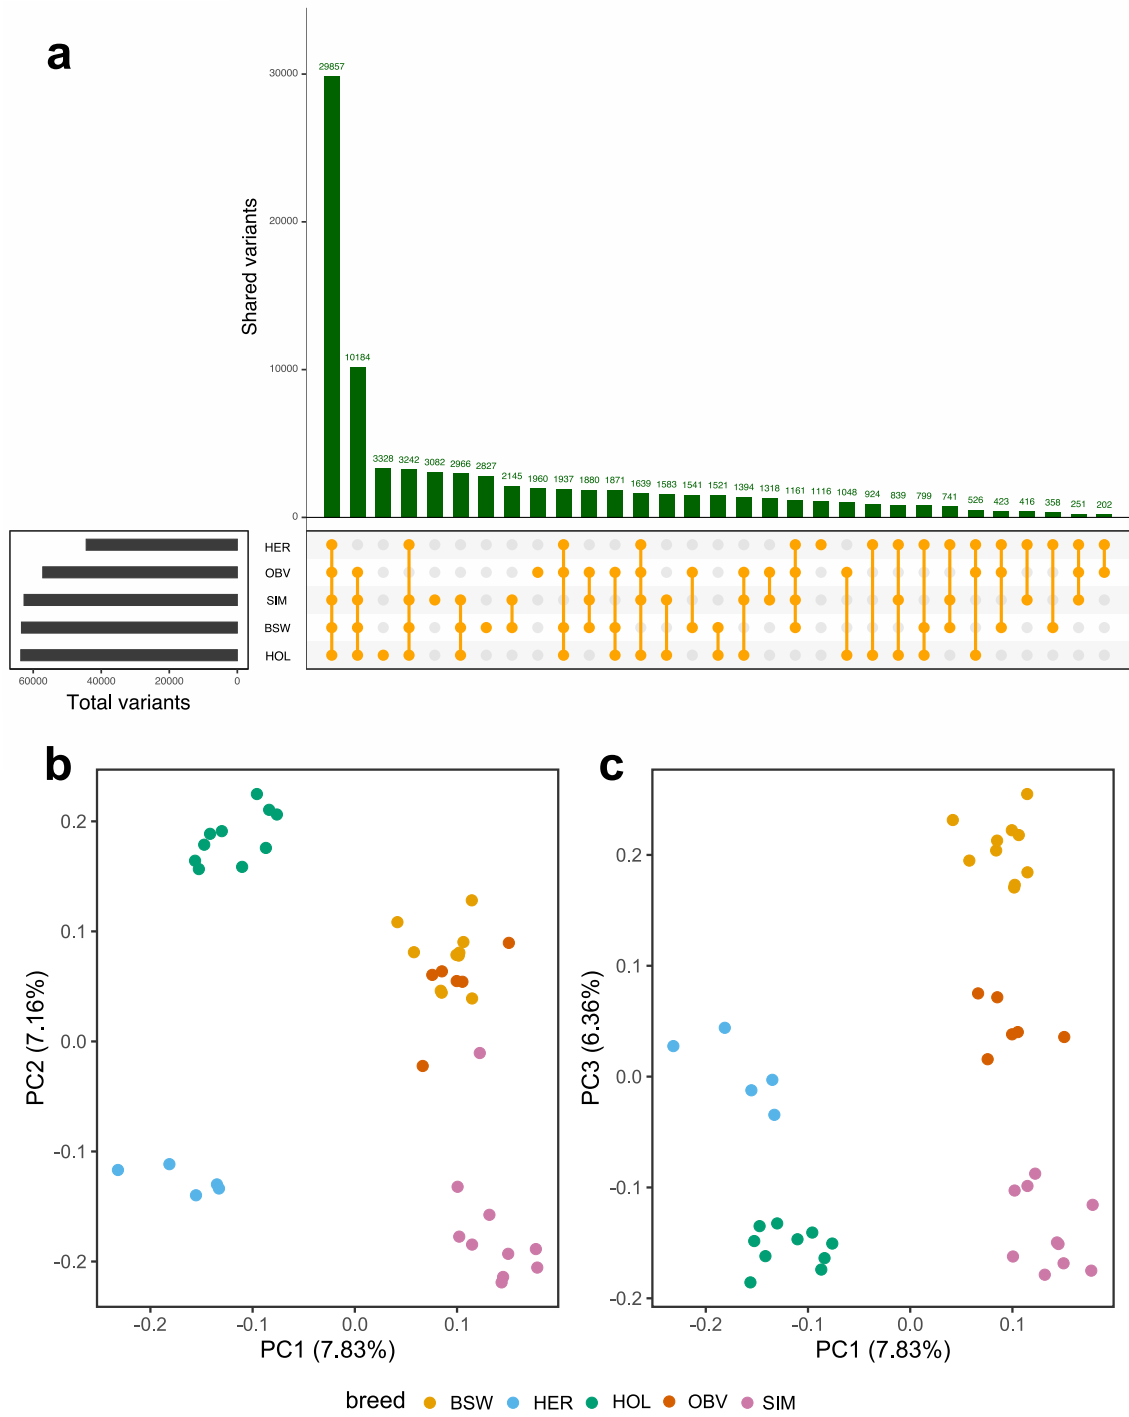 a
Shared variants
30000
20000
10000
0
29857
10184
3328
3242
3082
2966
2827
2145
1960
1937
1880
1871
1639
1583
1541
1521
1394
1318
1161
1116
1048
924
839
799
741
526
423
416
358
251
202
HER
OBV
SIM
BSW
HOL
60000 40000 20000 0
Total variants
b
PC2 (7.16%)
0.2
0.1
0.0
-0.1
-0.2
-0.2 -0.1 0.0 0.1
PC1 (7.83%)
c
PC3 (6.36%)
0.2
0.1
0.0
-0.1
-0.2
-0.2 -0.1 0.0 0.1
PC1 (7.83%)
breed BSW HER HOL OBV SIM